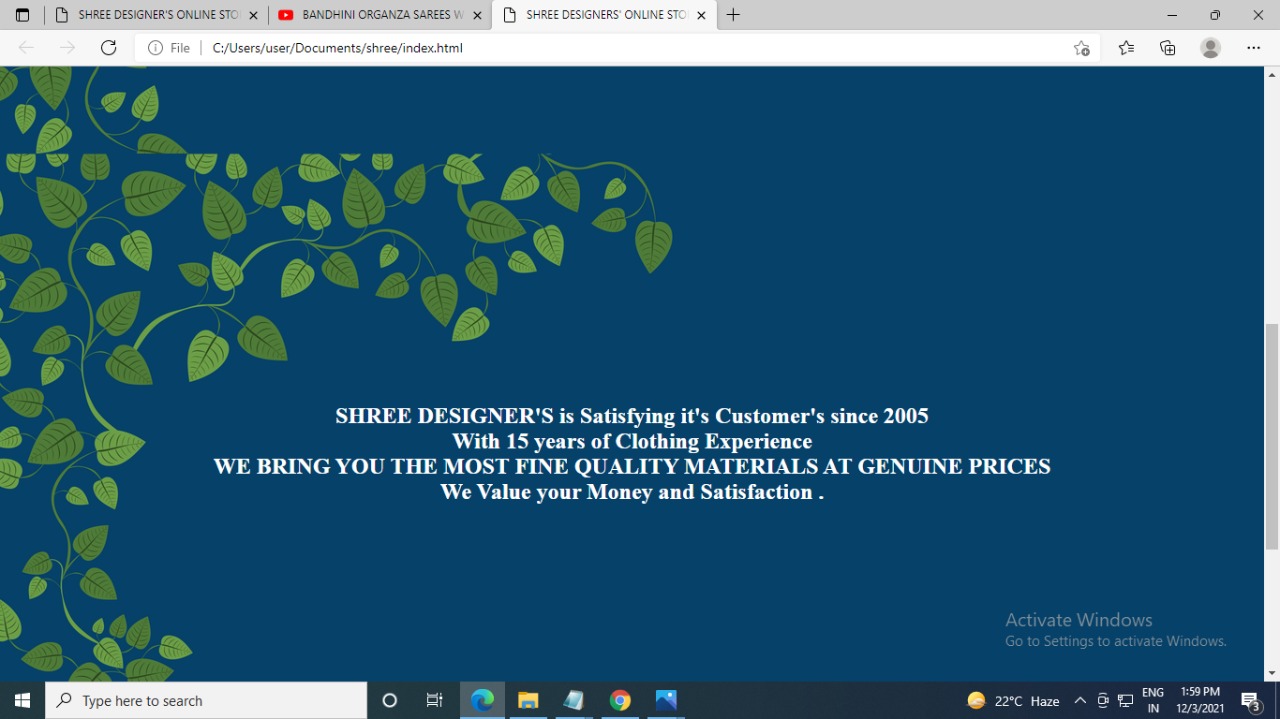 SHREE DESIGNER'S ONLINE STO
BANDHINI ORGANZA SAREES W
SHREE DESIGNERS' ONLINE STO
File
C:/Users/user/Documents/shree/index.html
SHREE DESIGNER'S is Satisfying it's Customer's since 2005
With 15 years of Clothing Experience
WE BRING YOU THE MOST FINE QUALITY MATERIALS AT GENUINE PRICES
We Value your Money and Satisfaction .
Activate Windows
Go to Settings to activate Windows.
Type here to search
22°C Haze
ENG
IN
1:59 PM
12/3/2021
3